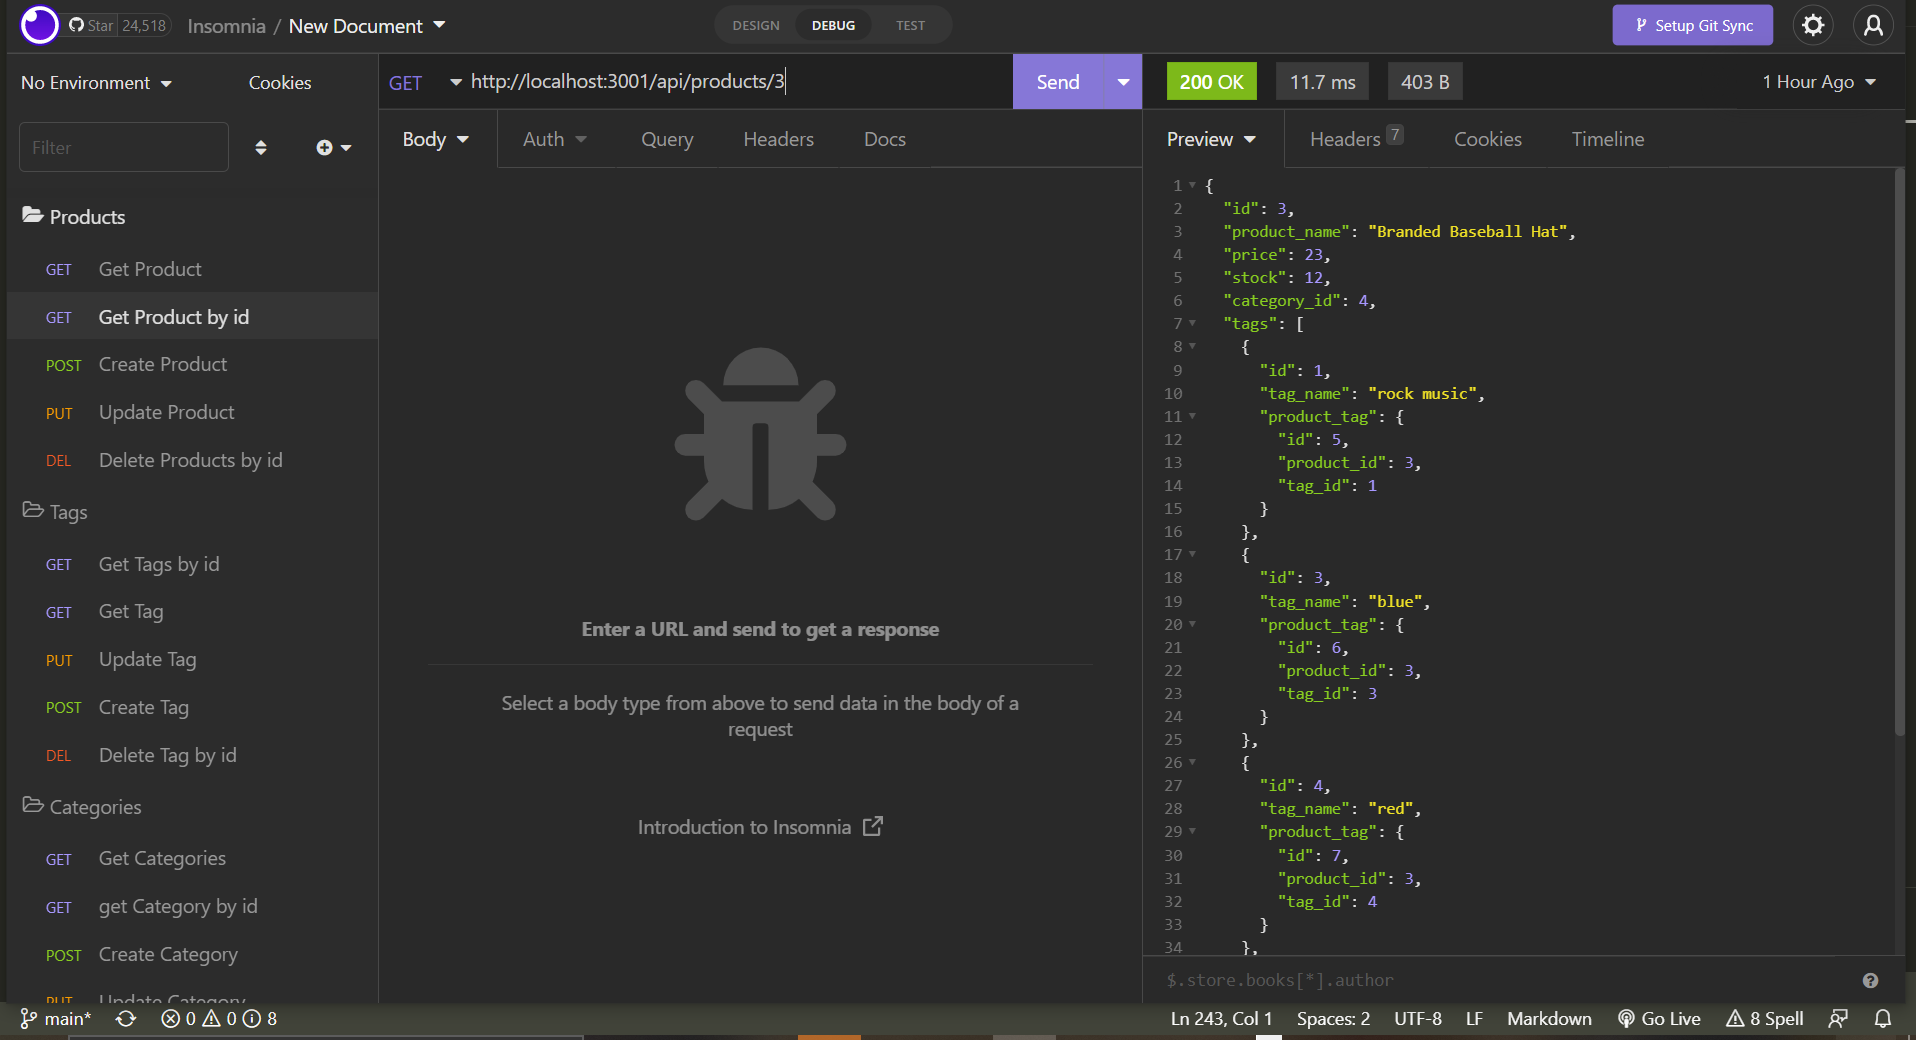 Star 24,518 Insomnia / New Document DESIGN DEBUG TEST Setup Git Sync
No Environment Cookies
GET http://localhost:3001/api/products/3 Send
200 OK 11.7 ms 403 B 1 Hour Ago
Filter
Body Auth Query Headers Docs
Preview Headers 7 Cookies Timeline
Products
GET Get Product
GET Get Product by id
POST Create Product
PUT Update Product
DEL Delete Products by id
Tags
GET Get Tags by id
GET Get Tag
PUT Update Tag
POST Create Tag
DEL Delete Tag by id
Categories
GET Get Categories
GET get Category by id
POST Create Category
PUT Update Category
Enter a URL and send to get a response
Select a body type from above to send data in the body of a
request
Introduction to Insomnia
1 {
2 "id": 3,
3 "product_name": "Branded Baseball Hat",
4 "price": 23,
5 "stock": 12,
6 "category_id": 4,
7 "tags": [
8 {
9 "id": 1,
10 "tag_name": "rock music",
11 "product_tag": {
12 "id": 5,
13 "product_id": 3,
14 "tag_id": 1
15 }
16 },
17 {
18 "id": 3,
19 "tag_name": "blue",
20 "product_tag": {
21 "id": 6,
22 "product_id": 3,
23 "tag_id": 3
24 }
25 },
26 {
27 "id": 4,
28 "tag_name": "red",
29 "product_tag": {
30 "id": 7,
31 "product_id": 3,
32 "tag_id": 4
33 }
34 },
$.store.books[*].author
main* 0 0 8 Ln 243, Col 1 Spaces: 2 UTF-8 LF Markdown Go Live 8 Spell